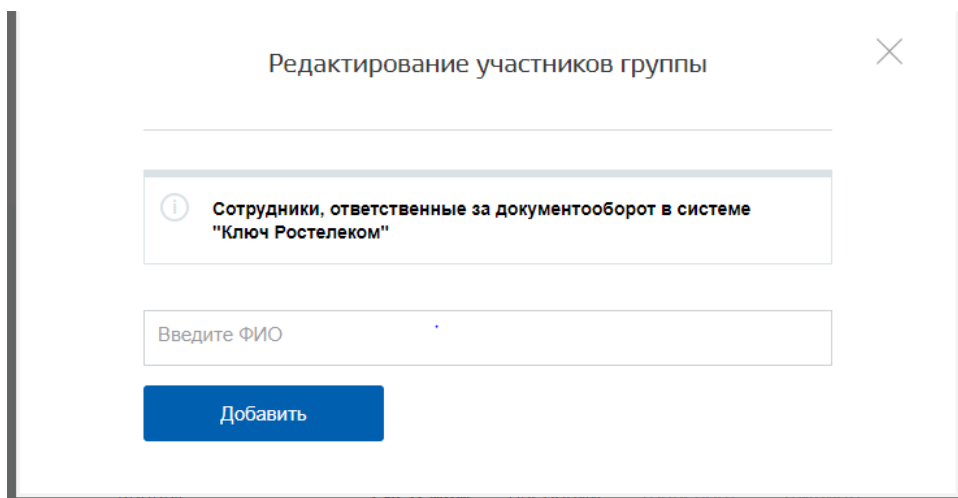 Редактирование участников группы
Сотрудники, ответственные за документооборот в системе
"Ключ Ростелеком"
Введите ФИО
Добавить